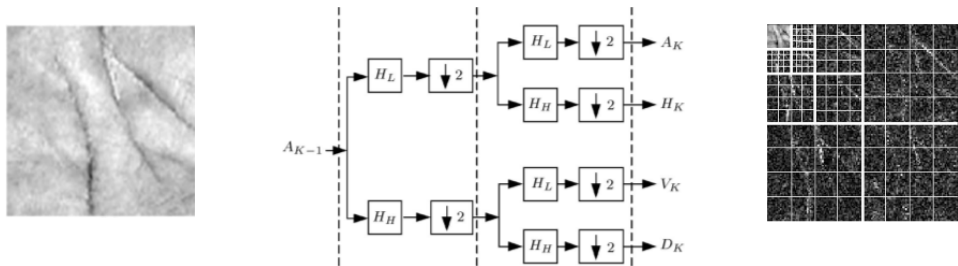 H_L ↓ 2 A_K
H_L ↓ 2
H_H ↓ 2 H_K
A_{K-1}
H_L ↓ 2 V_K
H_H ↓ 2
H_H ↓ 2 D_K